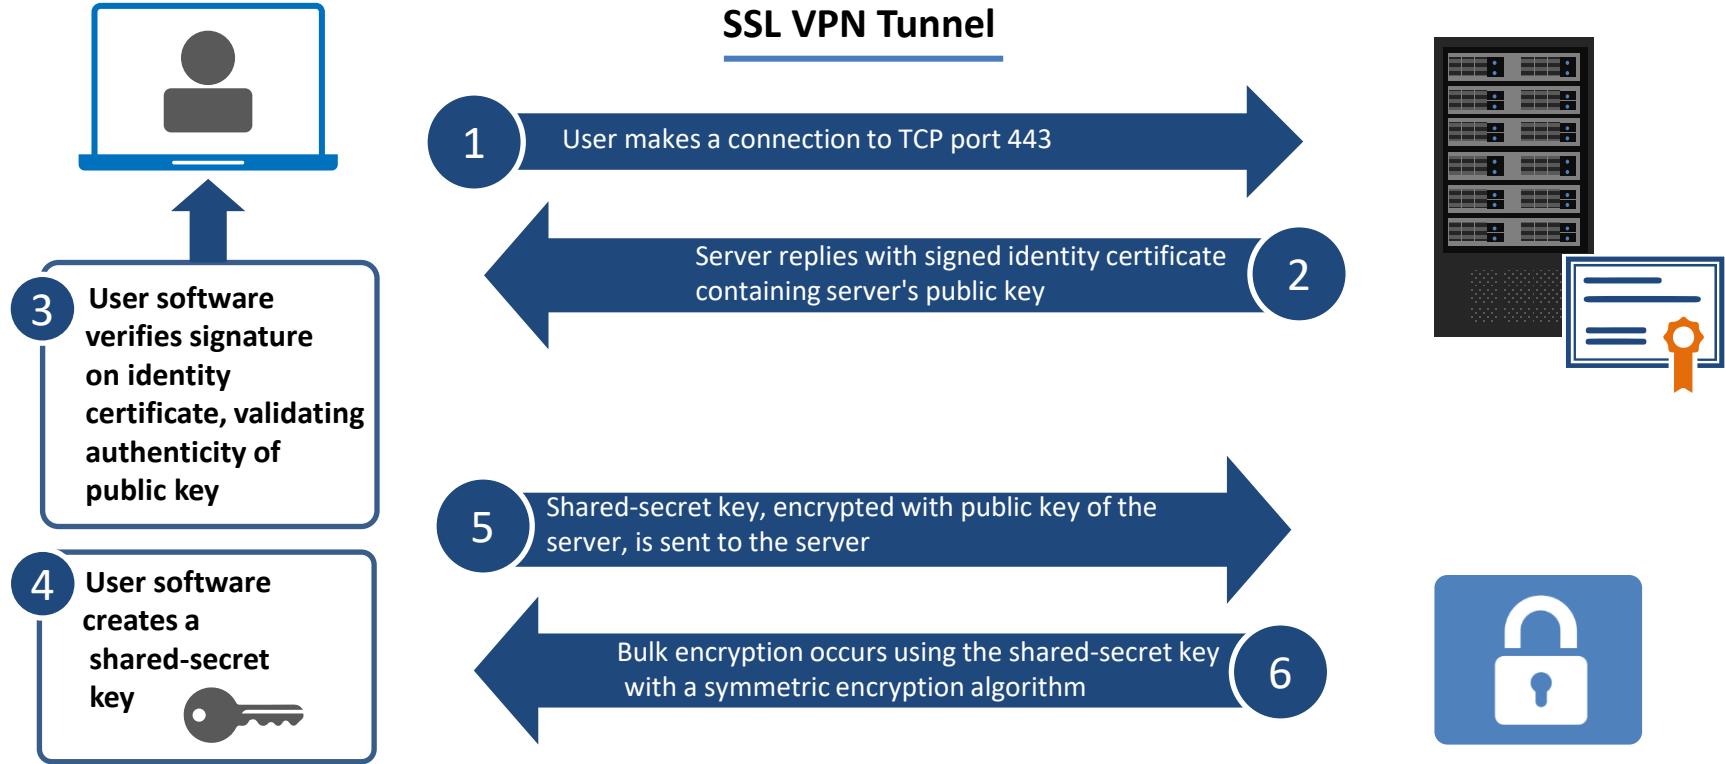 SSL VPN Tunnel
1
User makes a connection to TCP port 443
Server replies with signed identity certificate
containing server's public key
2
3
User software
verifies signature
on identity
certificate, validating
authenticity of
public key
4
User software
creates a
shared-secret
key
5
Shared-secret key, encrypted with public key of the
server, is sent to the server
Bulk encryption occurs using the shared-secret key
with a symmetric encryption algorithm
6